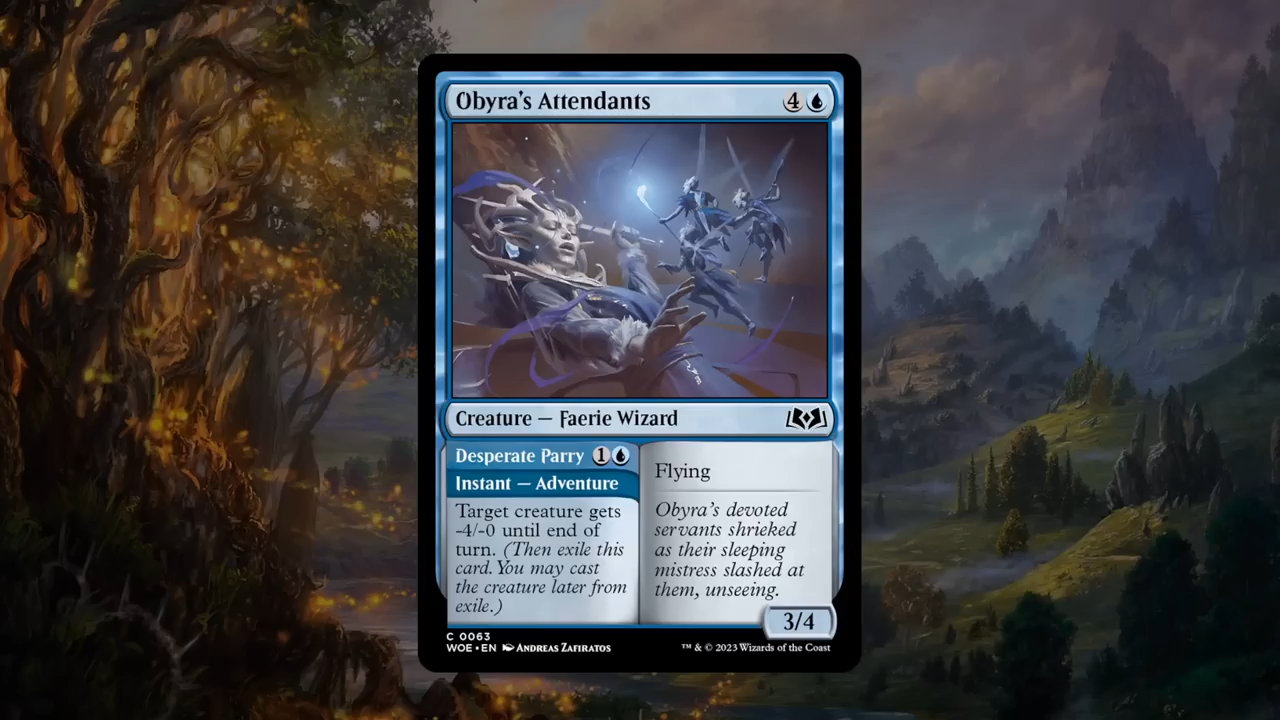 Obyra's Attendants 4
Creature — Faerie Wizard
Desperate Parry 1
Instant — Adventure
Target creature gets
-4/-0 until end of
turn. (Then exile this
card. You may cast
the creature later from
exile.)
Flying
Obyra's devoted
servants shrieked
as their sleeping
mistress slashed at
them, unseeing.
3/4
C 0063
WOE • EN Andreas Zafiratos
™ & © 2023 Wizards of the Coast